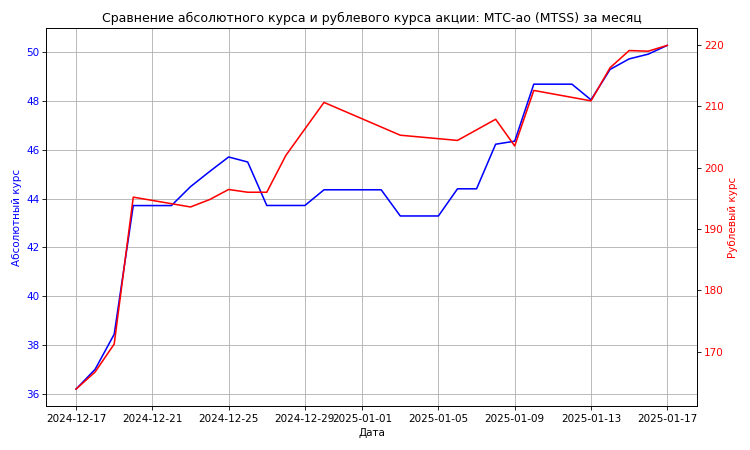 Сравнение абсолютного курса и рублевого курса акции: МТС-ао (MTSS) за месяц
Абсолютный курс
50
48
46
44
42
40
38
36
220
210
200
190
180
170
Рублевый курс
2024-12-17 2024-12-21 2024-12-25 2024-12-29 2025-01-01 2025-01-05 2025-01-09 2025-01-13 2025-01-17
Дата